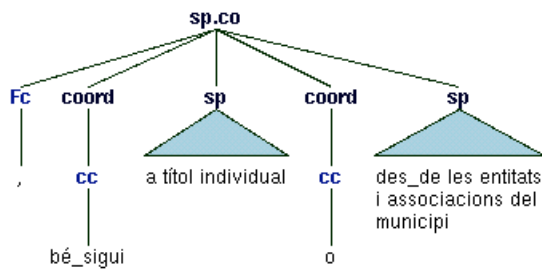 sp.co
Fc coord sp coord sp
, cc a títol individual cc des_de les entitats
i associacions del
municipi
bé_sigui o